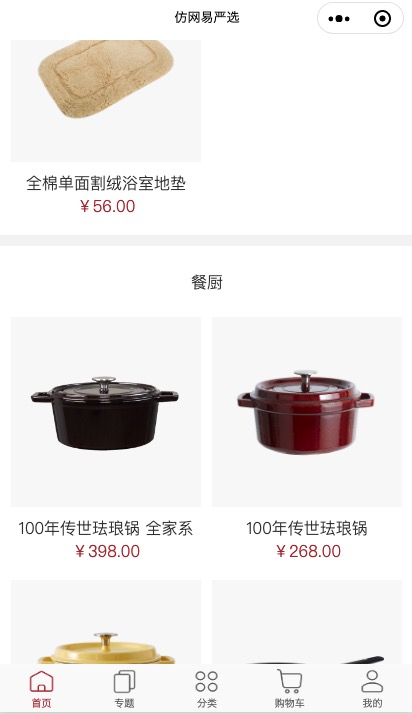 仿网易严选
全棉单面割绒浴室地垫
￥56.00
餐厨
100年传世珐琅锅 全家系
100年传世珐琅锅
￥398.00
￥268.00
首页
专题
分类
购物车
我的